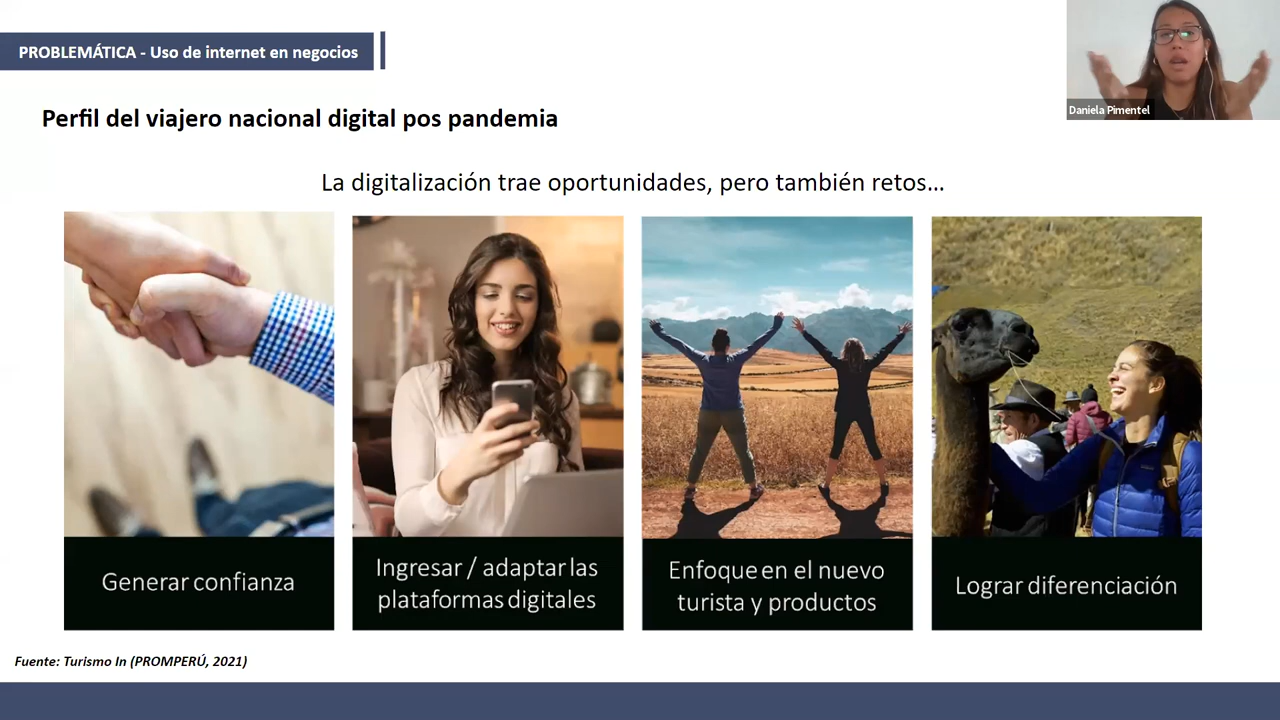 PROBLEMÁTICA - Uso de internet en negocios
Daniela Pimentel
Perfil del viajero nacional digital pos pandemia
La digitalización trae oportunidades, pero también retos...
Generar confianza
Ingresar / adaptar las
plataformas digitales
Enfoque en el nuevo
turista y productos
Lograr diferenciación
Fuente: Turismo In (PROMPERÚ, 2021)